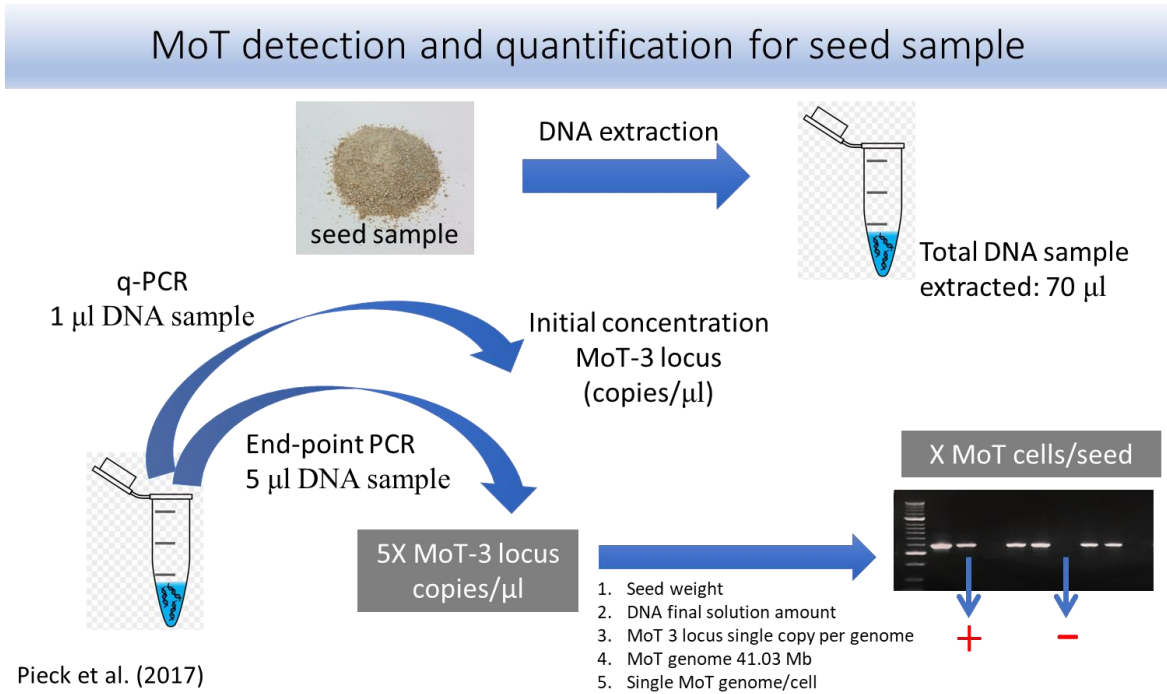 MoT detection and quantification for seed sample
DNA extraction
seed sample
Total DNA sample
extracted: 70 µl
q-PCR
1 µl DNA sample
Initial concentration
MoT-3 locus
(copies/µl)
End-point PCR
5 µl DNA sample
X MoT cells/seed
5X MoT-3 locus
copies/µl
1. Seed weight
2. DNA final solution amount
3. MoT 3 locus single copy per genome
4. MoT genome 41.03 Mb
5. Single MoT genome/cell
+ −
Pieck et al. (2017)